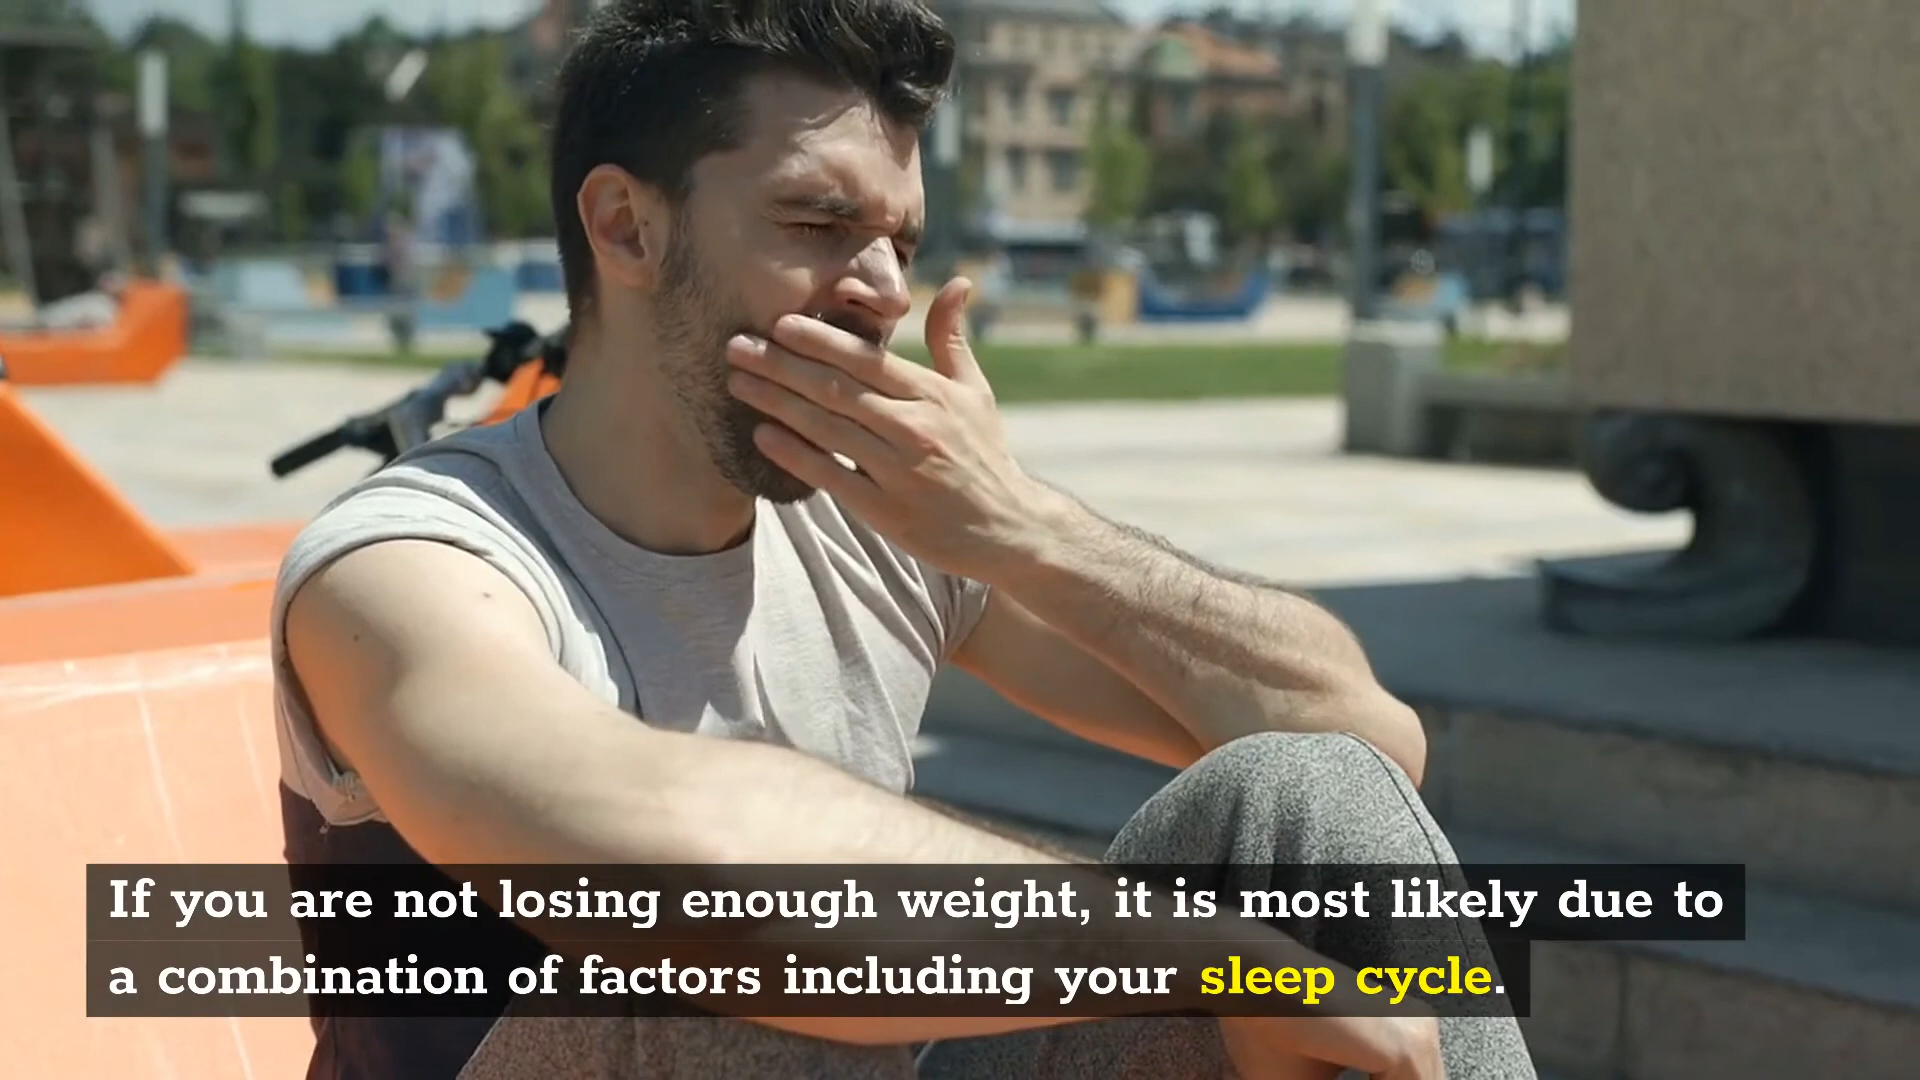 If you are not losing enough weight, it is most likely due to
a combination of factors including your sleep cycle.